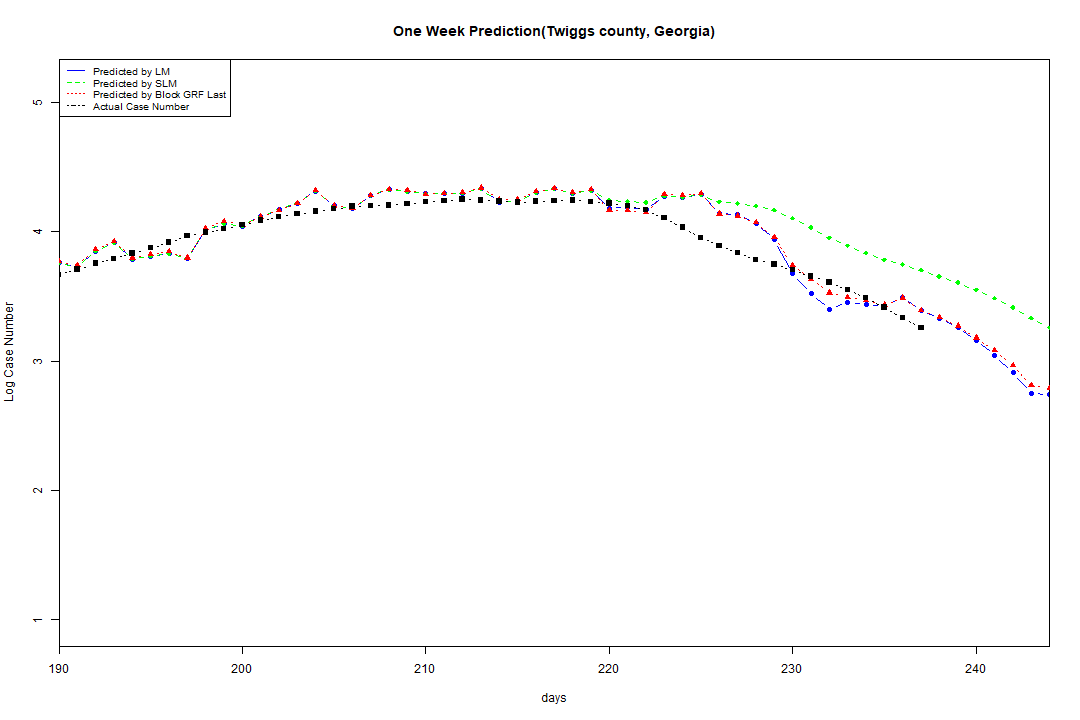 One Week Prediction(Twiggs county, Georgia)
Predicted by LM
Predicted by SLM
Predicted by Block GRF Last
Actual Case Number
5
4
3
2
1
Log Case Number
190 200 210 220 230 240
days